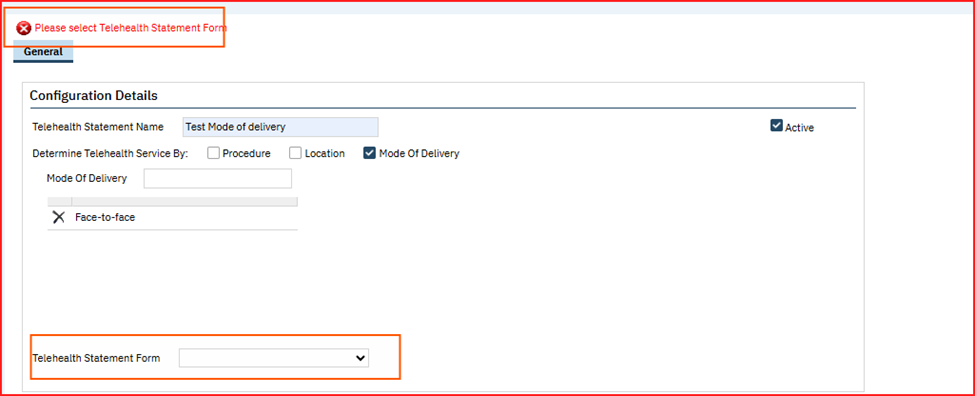 Please select Telehealth Statement Form
General
Configuration Details
Telehealth Statement Name Test Mode of delivery Active
Determine Telehealth Service By: Procedure Location Mode Of Delivery
Mode Of Delivery
Face-to-face
Telehealth Statement Form